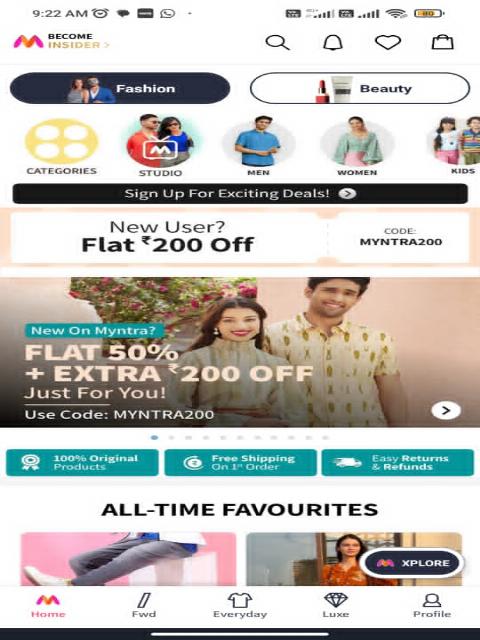 9:22 AM
80
BECOME
INSIDER >
Fashion
Beauty
CATEGORIES
STUDIO
MEN
WOMEN
KIDS
Sign Up For Exciting Deals!
New User?
Flat ₹200 Off
CODE:
MYNTRA200
New On Myntra?
FLAT 50%
+ EXTRA ₹200 OFF
Just For You!
Use Code: MYNTRA200
100% Original
Products
Free Shipping
On 1st Order
Easy Returns
& Refunds
ALL-TIME FAVOURITES
XPLORE
Home
Fwd
Everyday
Luxe
Profile